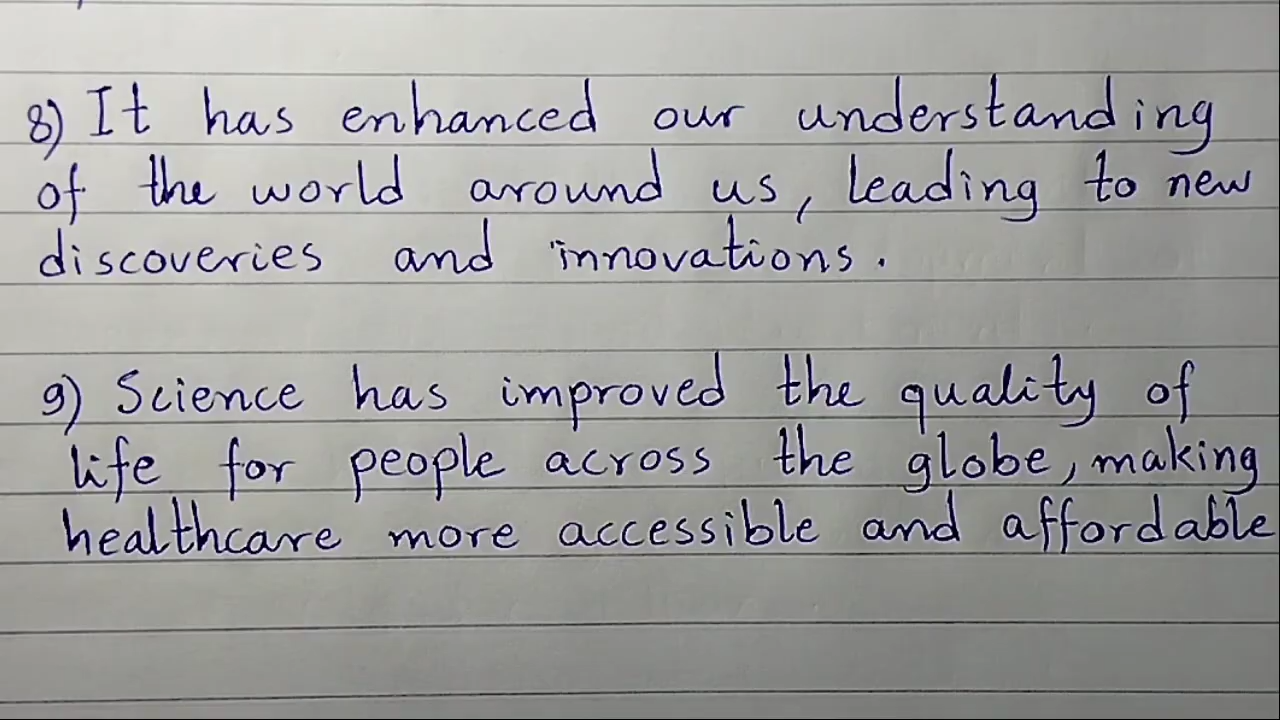 8) It has enhanced our understanding
of the world around us, leading to new
discoveries and innovations.
9) Science has improved the quality of
life for people across the globe, making
healthcare more accessible and affordable